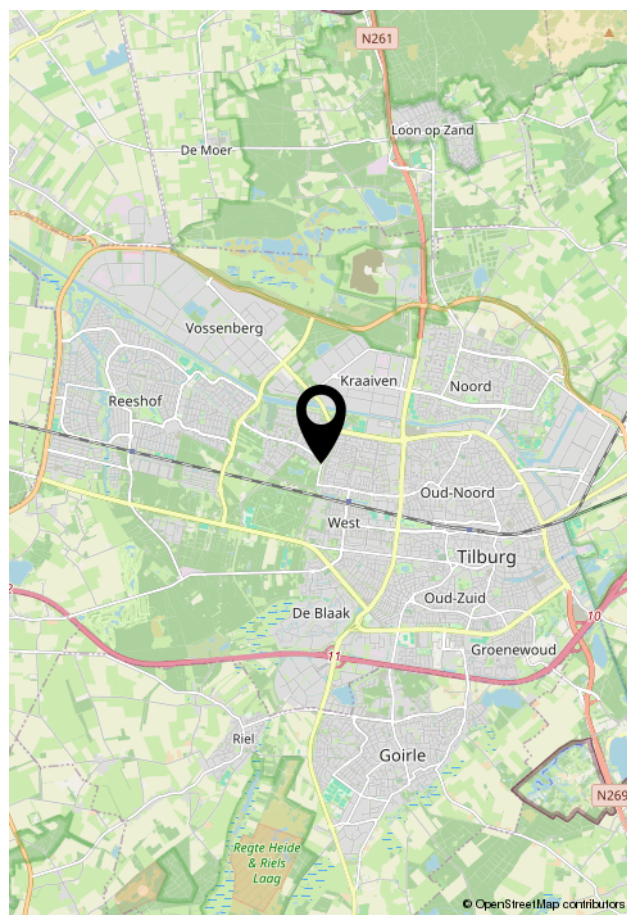 N261
Loon op Zand
De Moer
Vossenberg
Kraaiven
Noord
Reeshof
Oud-Noord
West
Tilburg
2
Oud-Zuid
De Blaak
10
Groenewoud
11
Riel
Goirle
N269
Regte Heide
& Riels
Laag
© OpenStreetMap contributors